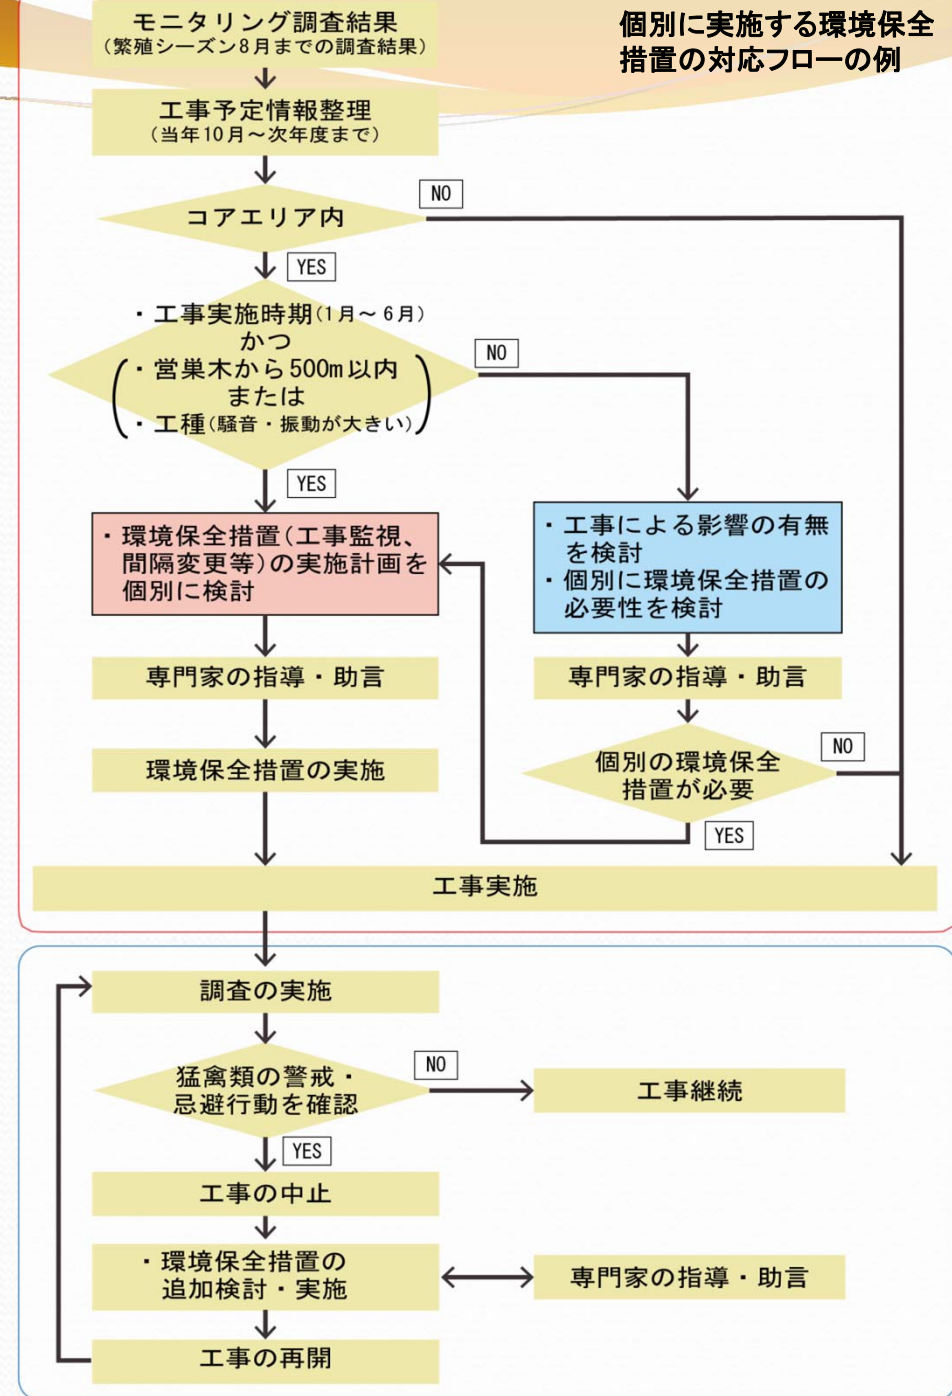 個別に実施する環境保全
措置の対応フローの例
モニタリング調査結果
（繁殖シーズン8月までの調査結果）
工事予定情報整理
（当年10月～次年度まで）
コアエリア内
NO
YES
・工事実施時期（1月～6月）
かつ
・営巣木から500m以内
または
・工種（騒音・振動が大きい）
NO
YES
・環境保全措置（工事監視、
間隔変更等）の実施計画を
個別に検討
・工事による影響の有無
を検討
・個別に環境保全措置の
必要性を検討
専門家の指導・助言
専門家の指導・助言
環境保全措置の実施
個別の環境保全
措置が必要
NO
YES
工事実施
調査の実施
猛禽類の警戒・
忌避行動を確認
NO
工事継続
YES
工事の中止
・環境保全措置の
追加検討・実施
専門家の指導・助言
工事の再開